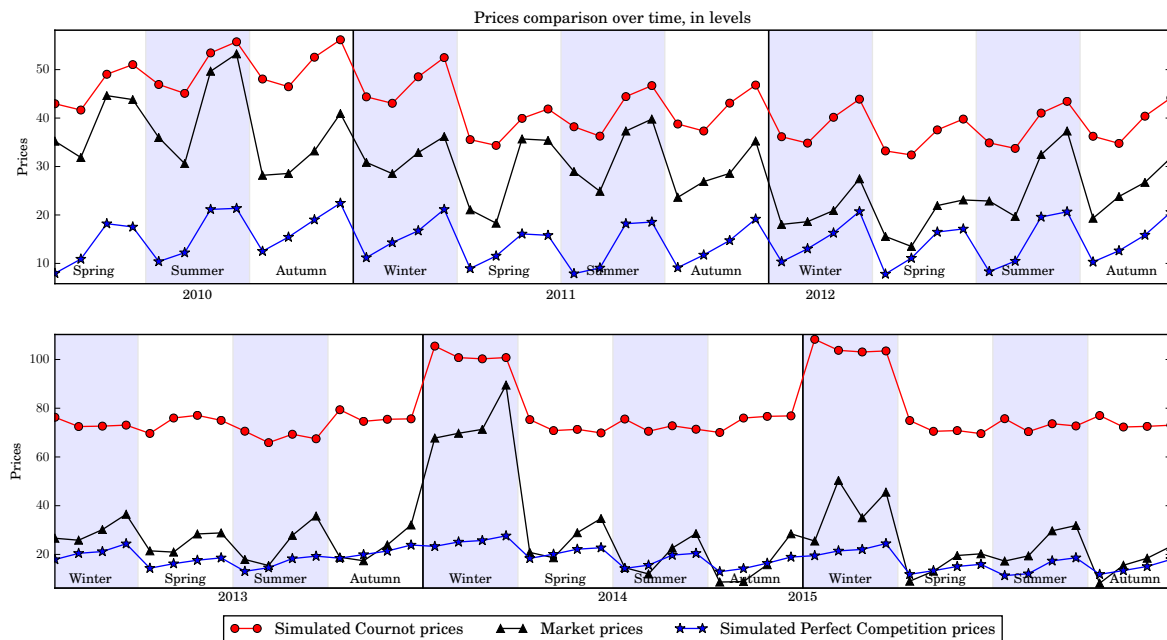 Prices comparison over time, in levels
Prices
50
40
30
20
10
Spring Summer Autumn Winter Spring Summer Autumn Winter Spring Summer Autumn
2010 2011 2012
Prices
100
80
60
40
20
Winter Spring Summer Autumn Winter Spring Summer Autumn Winter Spring Summer Autumn
2013 2014 2015
Simulated Cournot prices Market prices Simulated Perfect Competition prices